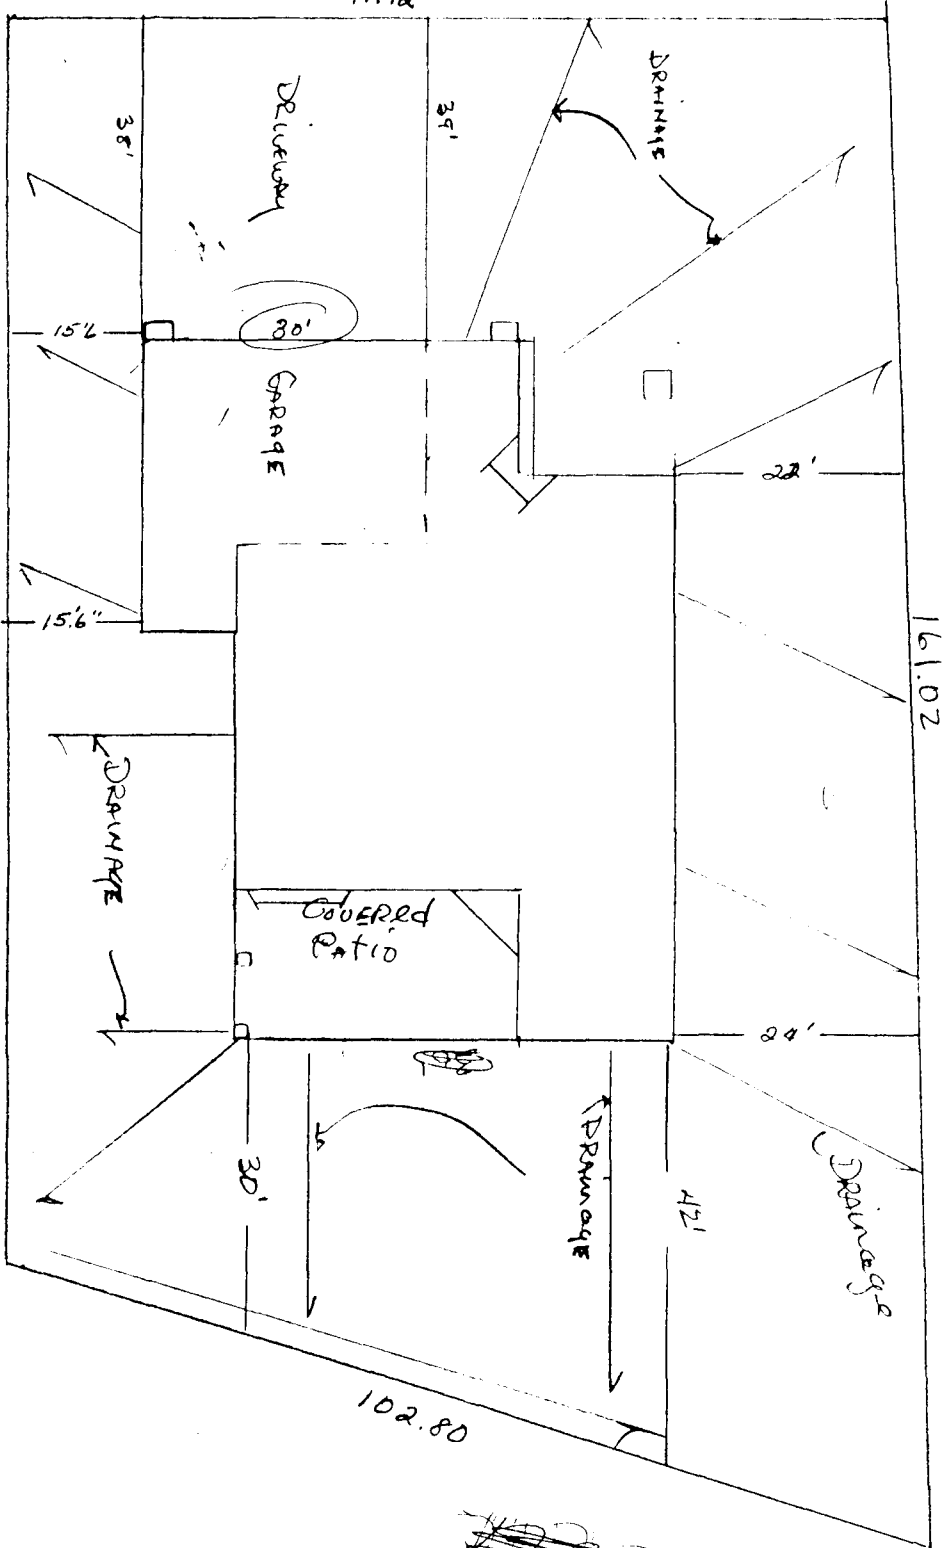 DRAINAGE
39'
DRIVEWAY
38'
30'
15'6
GARAGE
22'
161.02
15'6"
DRAINAGE
COVERED
PATIO
24'
DRAINAGE
42'
30'
DRAINAGE
102.80